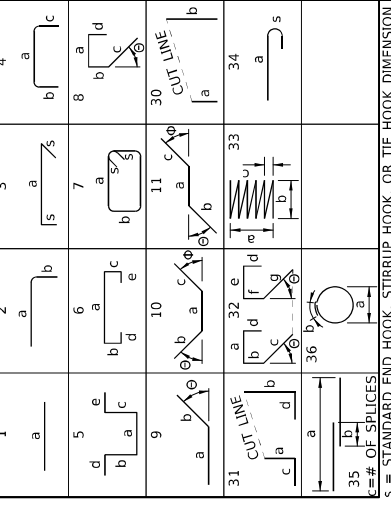 1
a
2
a
b
3
a
s
s
4
a
b
c
5
a
b
c
d
e
6
a
b
c
d
e
7
a
b
s
s
8
a
b
c
d
Θ
9
a
b
Θ
10
a
b
c
Θ
Φ
11
a
b
c
Θ
Φ
30
a
b
CUT LINE
31
a
b
c
d
CUT LINE
32
a
b
c
d
Θ
e
f
d
g
Θ
33
a
b
c
34
a
s
35
a
b
36
a
b
c=# OF SPLICES
s = STANDARD END HOOK, STIRRUP HOOK, OR TIE HOOK DIMENSION